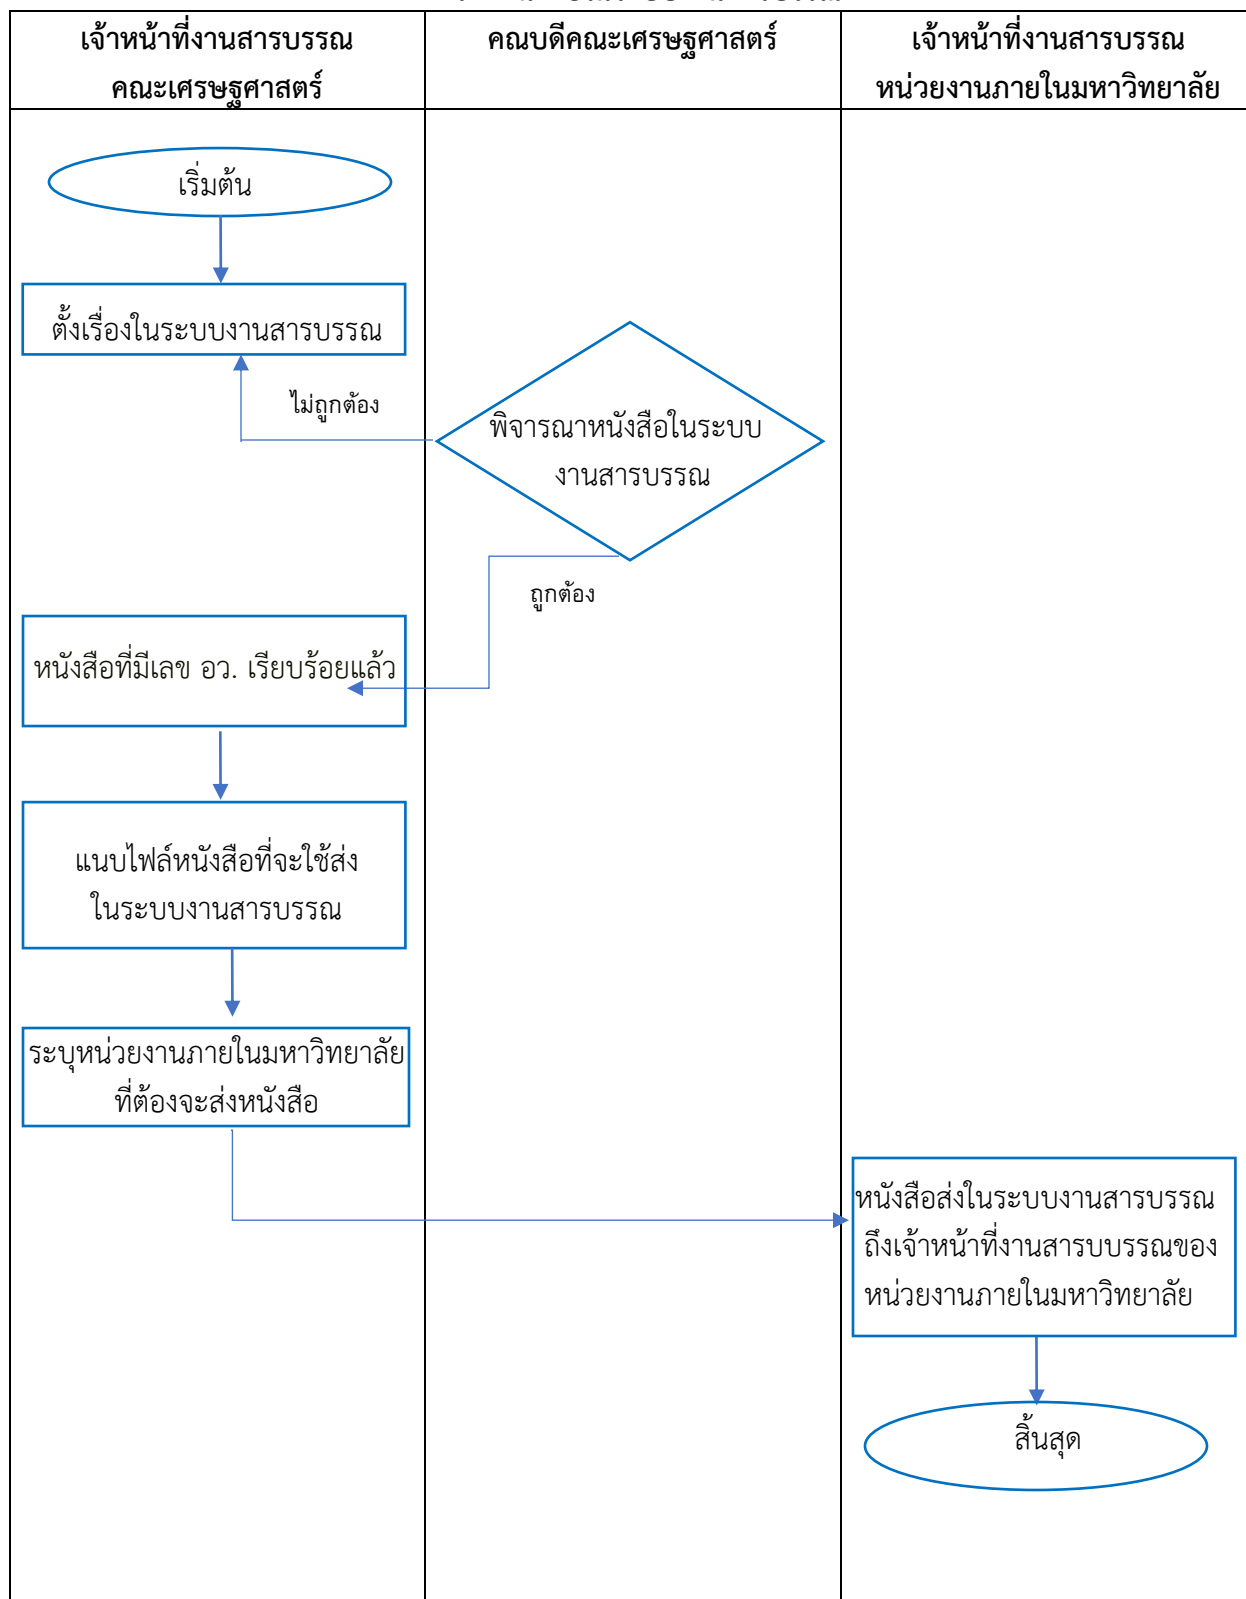 เจ้าหน้าที่งานสารบรรณ
คณะเศรษฐศาสตร์
คณบดีคณะเศรษฐศาสตร์
เจ้าหน้าที่งานสารบรรณ
หน่วยงานภายในมหาวิทยาลัย
เริ่มต้น
ตั้งเรื่องในระบบงานสารบรรณ
ไม่ถูกต้อง
พิจารณาหนังสือในระบบ
งานสารบรรณ
ถูกต้อง
หนังสือที่มีเลข อว. เรียบร้อยแล้ว
แนบไฟล์หนังสือที่จะใช้ส่ง
ในระบบงานสารบรรณ
ระบุหน่วยงานภายในมหาวิทยาลัย
ที่ต้องจะส่งหนังสือ
หนังสือส่งในระบบงานสารบรรณ
ถึงเจ้าหน้าที่งานสารบบรรณของ
หน่วยงานภายในมหาวิทยาลัย
สิ้นสุด